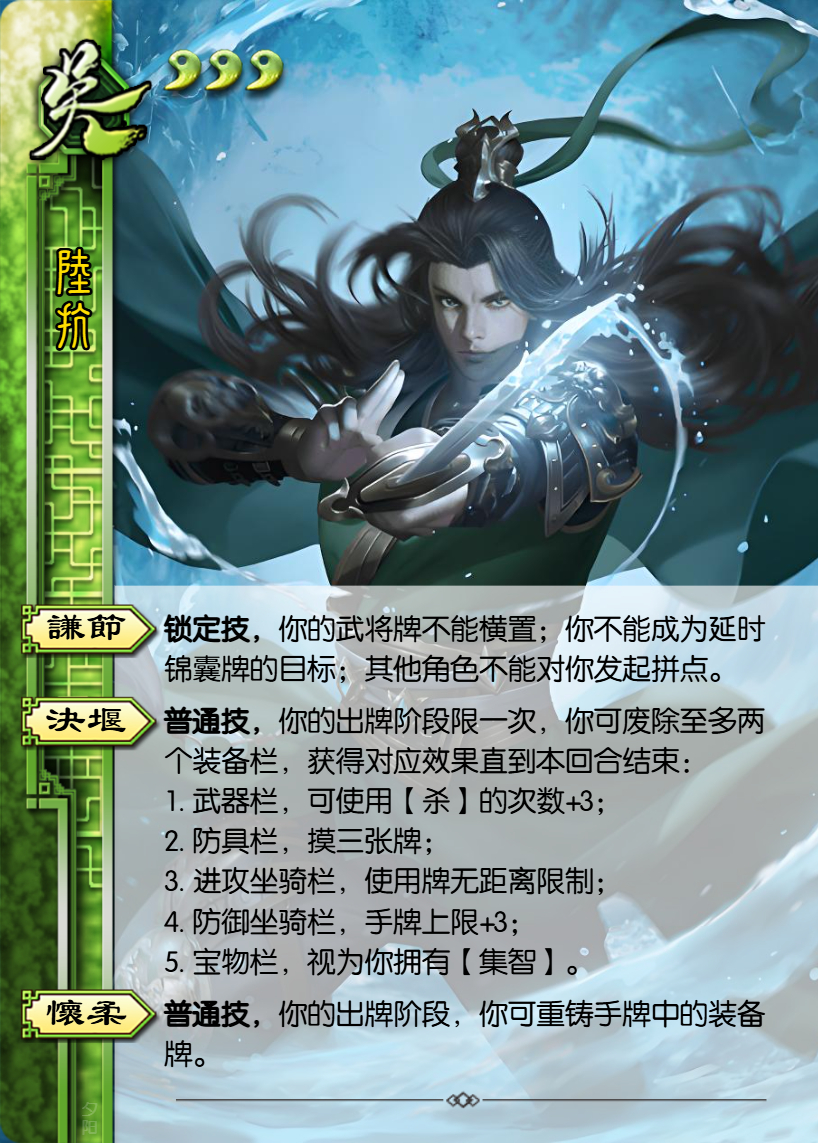 吴
陸抗
謙節
锁定技，你的武将牌不能横置；你不能成为延时
锦囊牌的目标；其他角色不能对你发起拼点。
決堰
普通技，你的出牌阶段限一次，你可废除至多两
个装备栏，获得对应效果直到本回合结束：
1. 武器栏，可使用【杀】的次数+3；
2. 防具栏，摸三张牌；
3. 进攻坐骑栏，使用牌无距离限制；
4. 防御坐骑栏，手牌上限+3；
5. 宝物栏，视为你拥有【集智】。
懷柔
普通技，你的出牌阶段，你可重铸手牌中的装备
牌。
夕阳